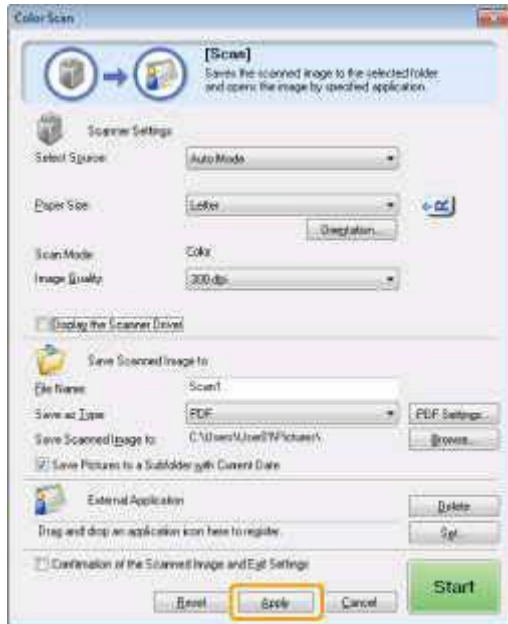 Color Scan
[Scan]
Saves the scanned image to the selected folder
and opens the image by specified application.
Scanner Settings
Select Source:
Auto Mode
Paper Size:
Letter
Orientation...
Scan Mode:
Color
Image Quality:
300 dpi
Display the Scanner Driver
Save Scanned Image to
File Name:
Scan1
Save as Type:
PDF
PDF Settings...
Save Scanned Image to:
Browse...
Save Pictures to a Subfolder with Current Date
External Application
Delete
Drag and drop an application icon here to register.
Set...
Confirmation of the Scanned Image and Exif Settings
Start
Reset
Apply
Cancel